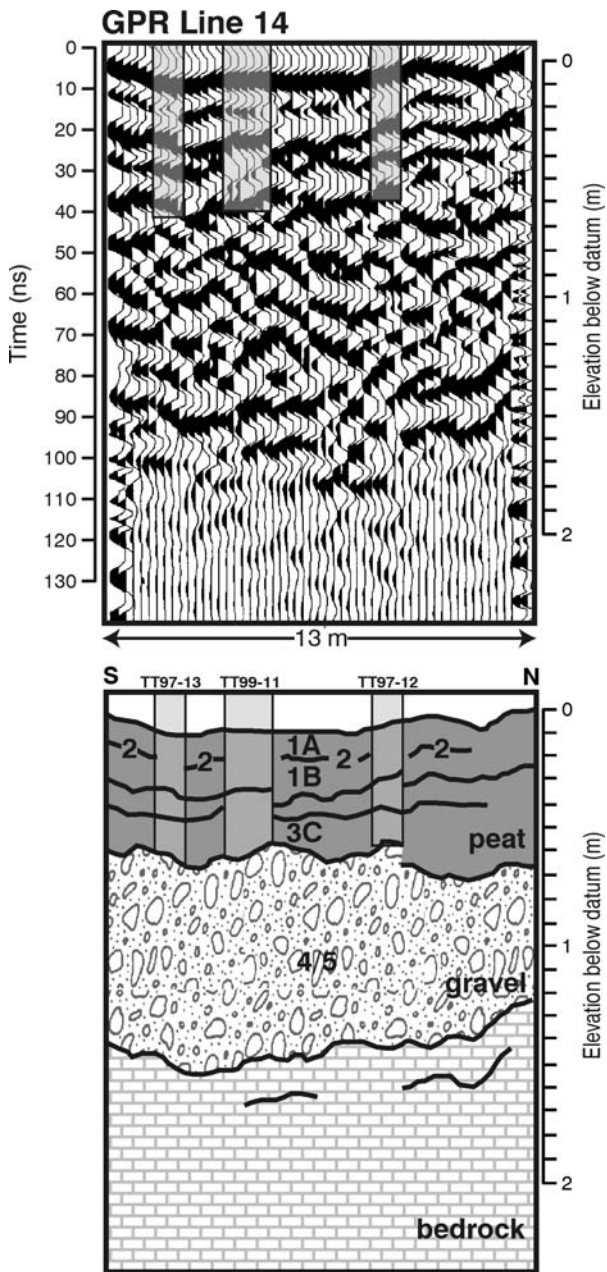 GPR Line 14
0
10
20
30
40
50
60
70
80
90
100
110
120
130
Time (ns)
0
1
2
Elevation below datum (m)
13 m
S TT97-13 TT99-11 TT97-12 N
2 2 1A 2 2
1B
3C
peat
4/5
gravel
bedrock
0
1
2
Elevation below datum (m)